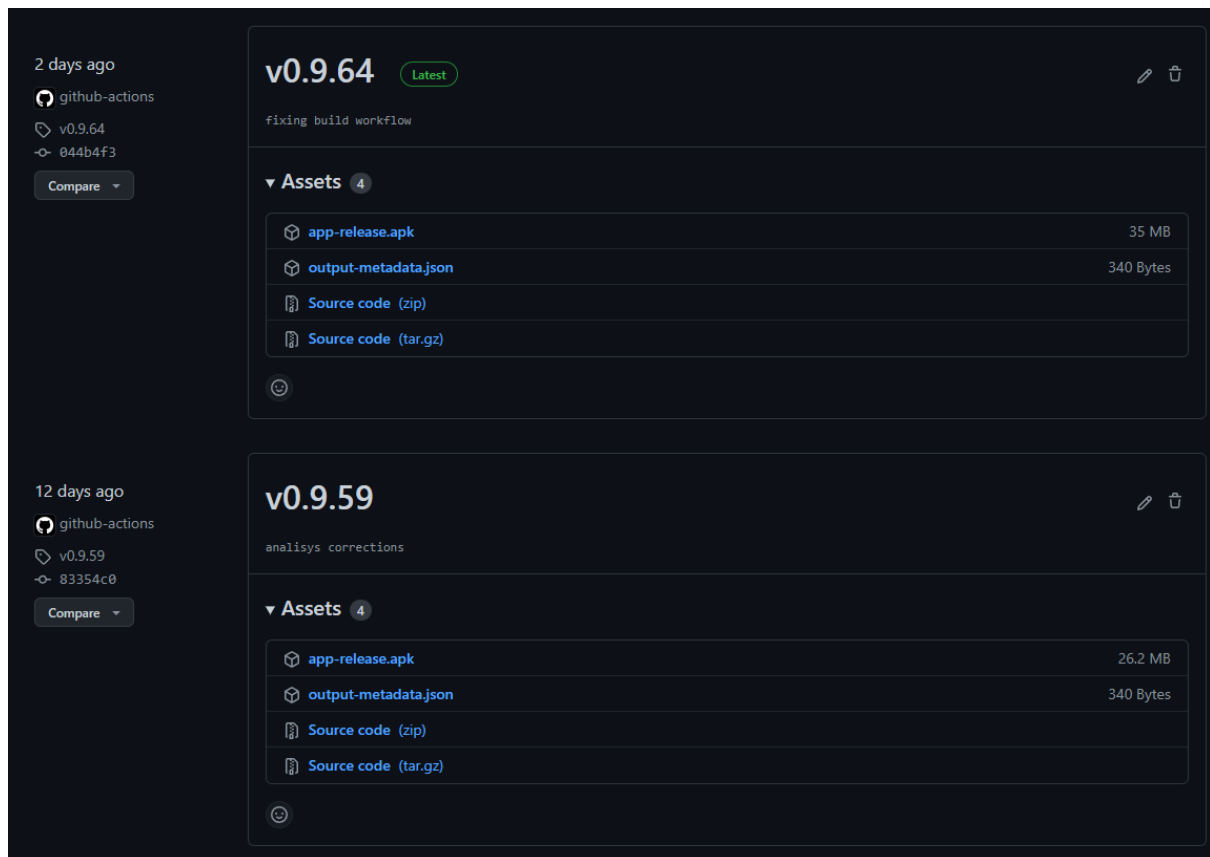 2 days ago
github-actions
v0.9.64
044b4f3
Compare
v0.9.64 Latest
fixing build workflow
Assets 4
app-release.apk 35 MB
output-metadata.json 340 Bytes
Source code (zip)
Source code (tar.gz)
12 days ago
github-actions
v0.9.59
83354c0
Compare
v0.9.59
analisys corrections
Assets 4
app-release.apk 26.2 MB
output-metadata.json 340 Bytes
Source code (zip)
Source code (tar.gz)